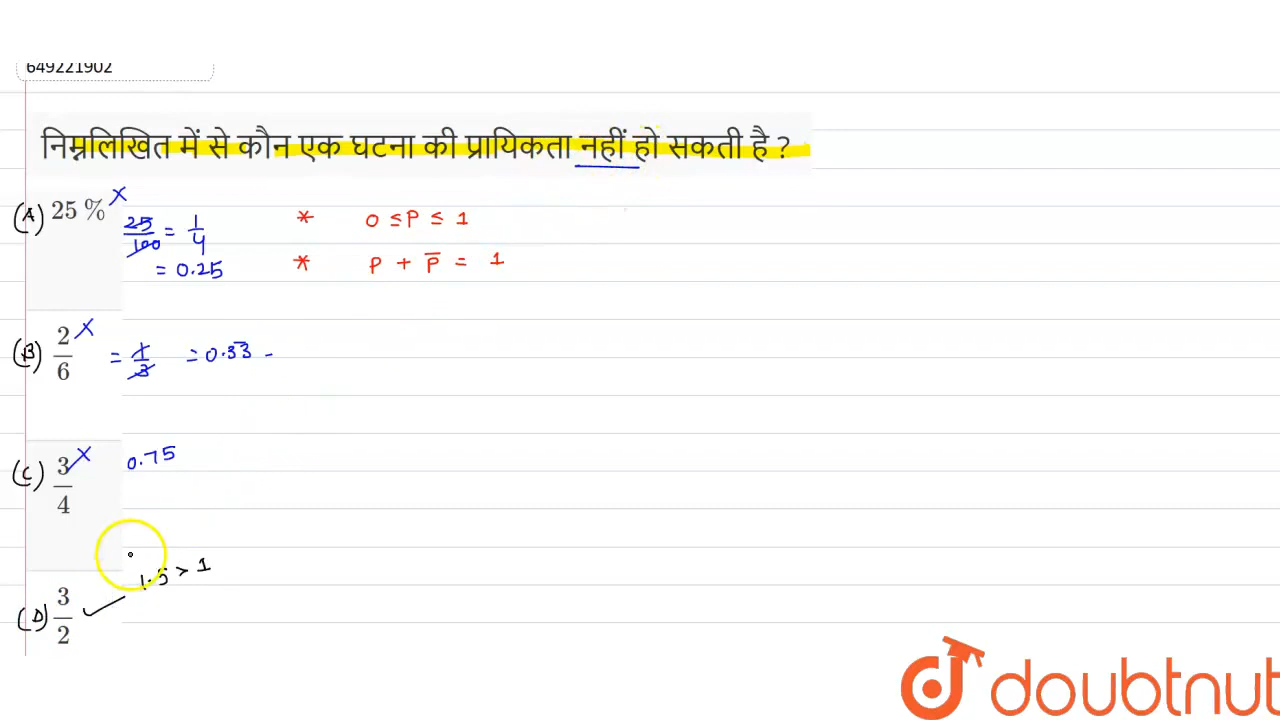 649221902
निम्नलिखित में से कौन एक घटना की प्रायिकता नहीं हो सकती है ?
(A) 25 % x
25/100 = 1/4
= 0.25
* 0 ≤ P ≤ 1
* P + P̅ = 1
(B) 2/6 x = 1/3 = 0.33 -
(C) 3/4 x 0.75
(D) 3/2 ✓ 1.5 > 1
doubtnut